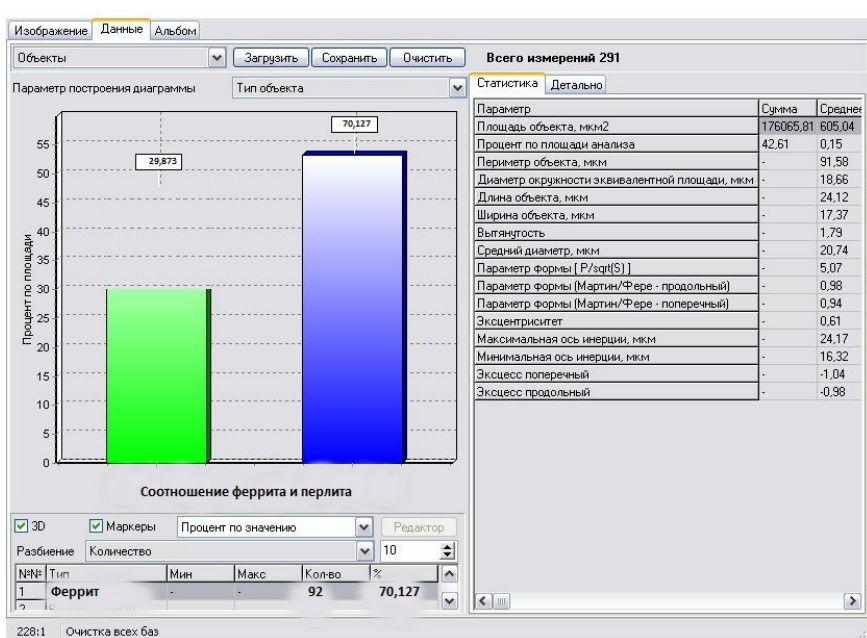 Изображение Данные Альбом
Объекты Загрузить Сохранить Очистить Всего измерений 291
Параметр построения диаграммы Тип объекта
Статистика Детально
Параметр Сумма Среднее
Площадь объекта, мкм2 176065,81 605,04
Процент по площади анализа 42,61 0,15
Периметр объекта, мкм - 91,58
Диаметр окружности эквивалентной площади, мкм - 18,66
Длина объекта, мкм - 24,12
Ширина объекта, мкм - 17,37
Вытянутость - 1,79
Средний диаметр, мкм - 20,74
Параметр формы [ P/sqrt(S) ] - 5,07
Параметр формы (Мартин/Фере - продольный) - 0,98
Параметр формы (Мартин/Фере - поперечный) - 0,94
Эксцентриситет - 0,61
Максимальная ось инерции, мкм - 24,17
Минимальная ось инерции, мкм - 16,32
Эксцесс поперечный - -1,04
Эксцесс продольный - -0,98
Процент по площади
55
50
45
40
35
30
25
20
15
10
5
0
29,873
70,127
Соотношение феррита и перлита
3D Маркеры Процент по значению Редактор
Разбиение Количество 10
№№ Тип Мин Макс Кол-во %
1 Феррит - - 92 70,127
2
228:1 Очистка всех баз